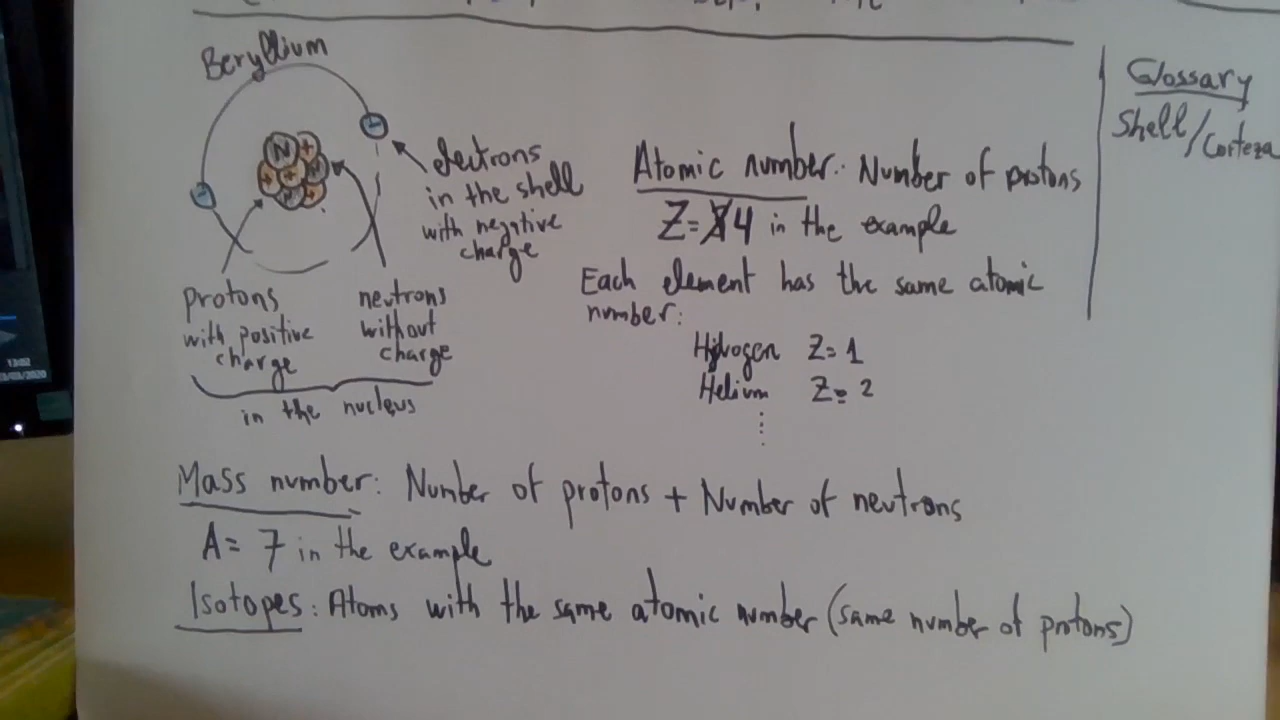 Beryllium
electrons
in the shell
with negative
charge
protons
with positive
charge
neutrons
without
charge
in the nucleus
N + + + N + N +
- -
Atomic number: Number of protons
Z = 4 in the example
Each element has the same atomic
number:
Hydrogen Z= 1
Helium Z= 2
Glossary
Shell/Corteza
Mass number: Number of protons + Number of neutrons
A= 7 in the example
Isotopes: Atoms with the same atomic number (same number of protons)
13:02